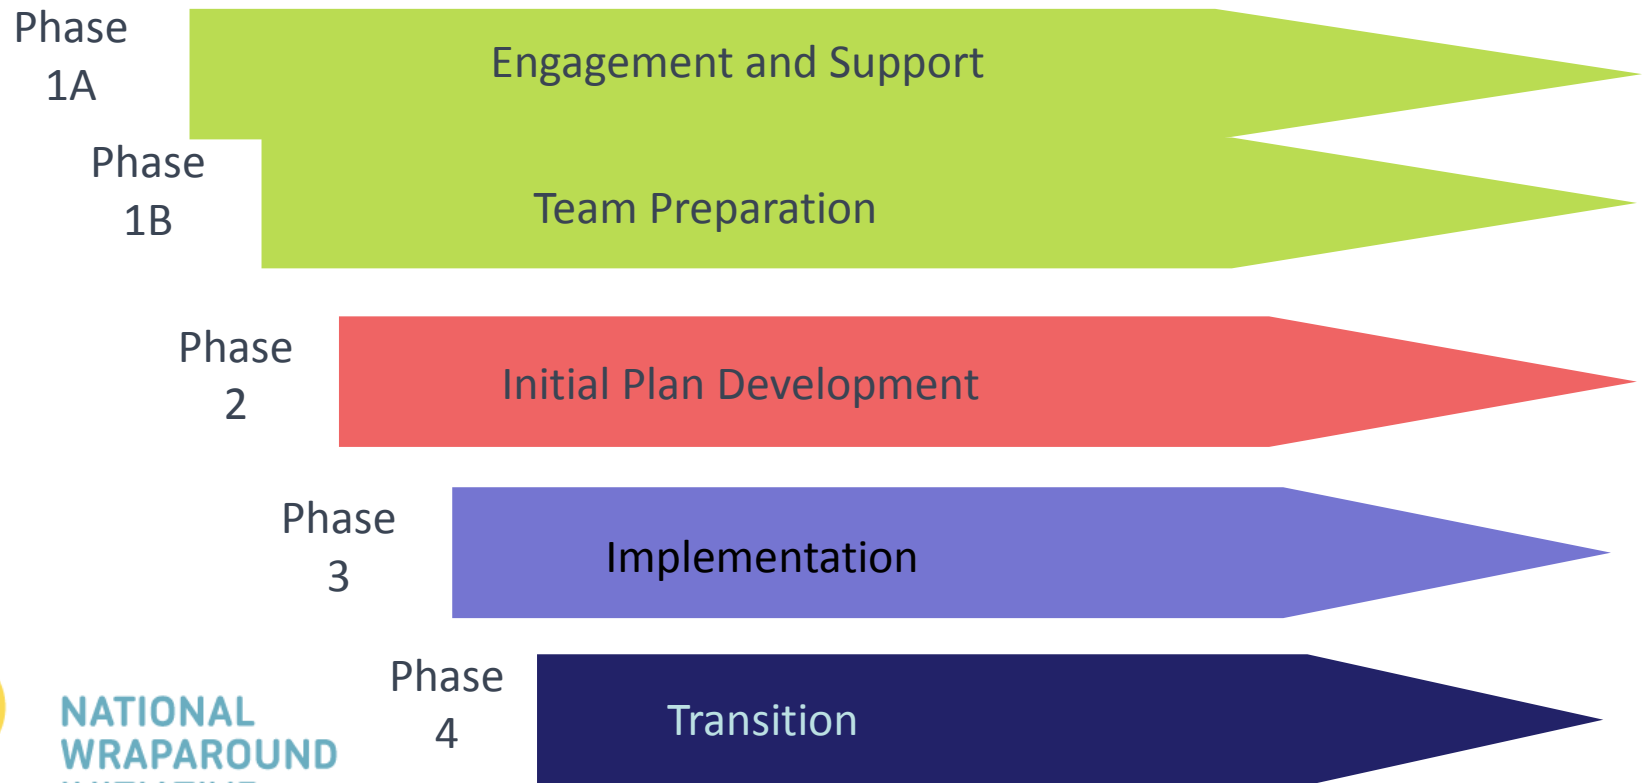 Phase
1A
Engagement and Support
Phase
1B
Team Preparation
Phase
2
Initial Plan Development
Phase
3
Implementation
Phase
4
Transition
NATIONAL
WRAPAROUND